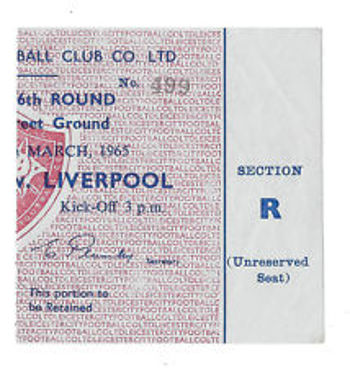 BALL CLUB CO. LTD
No. 499
6th ROUND
eet Ground
MARCH, 1965
v. LIVERPOOL
Kick-Off 3 p.m.
Secretary
This portion to
be Retained
SECTION
R
(Unreserved
Seat)